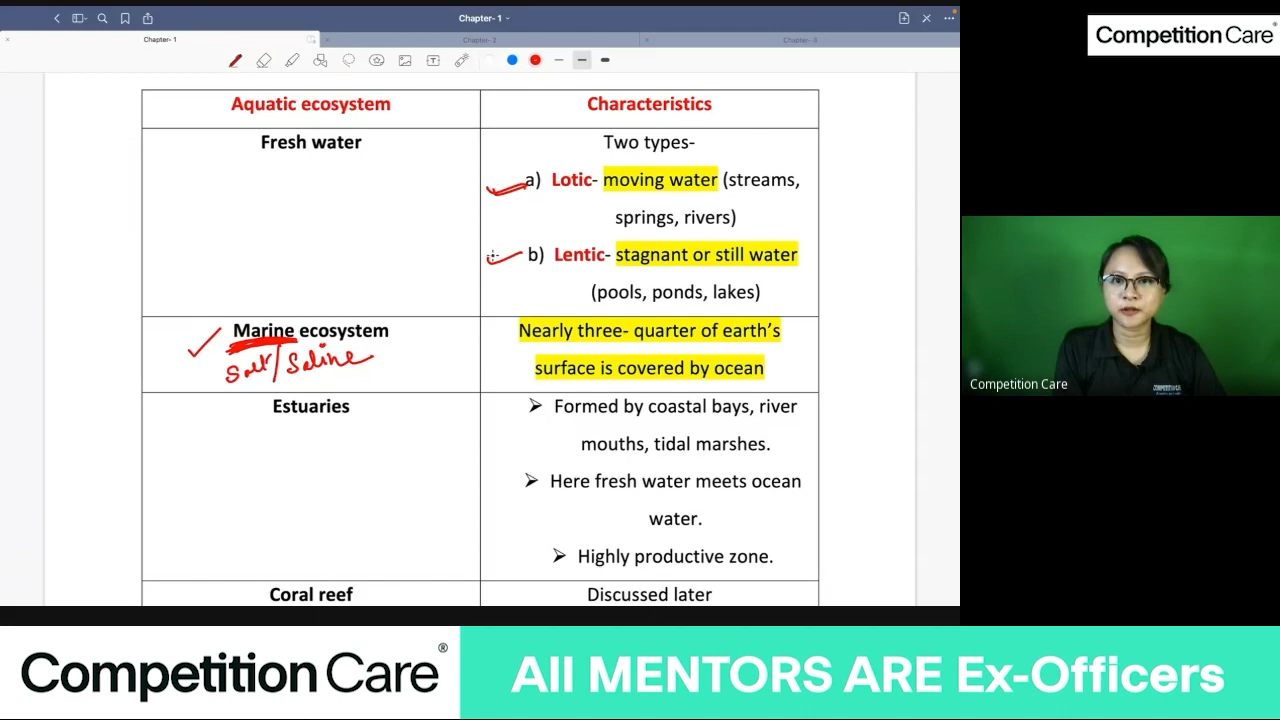 Chapter- 1
Chapter- 1
Chapter- 2
Chapter- 3
Competition Care®
Aquatic ecosystem
Characteristics
Fresh water
Two types-
a) Lotic- moving water (streams,
springs, rivers)
b) Lentic- stagnant or still water
(pools, ponds, lakes)
Marine ecosystem
Salt/Saline
Nearly three- quarter of earth's
surface is covered by ocean
Estuaries
➢ Formed by coastal bays, river
mouths, tidal marshes.
➢ Here fresh water meets ocean
water.
➢ Highly productive zone.
Coral reef
Discussed later
Competition Care
Competition Care®
All MENTORS ARE Ex-Officers